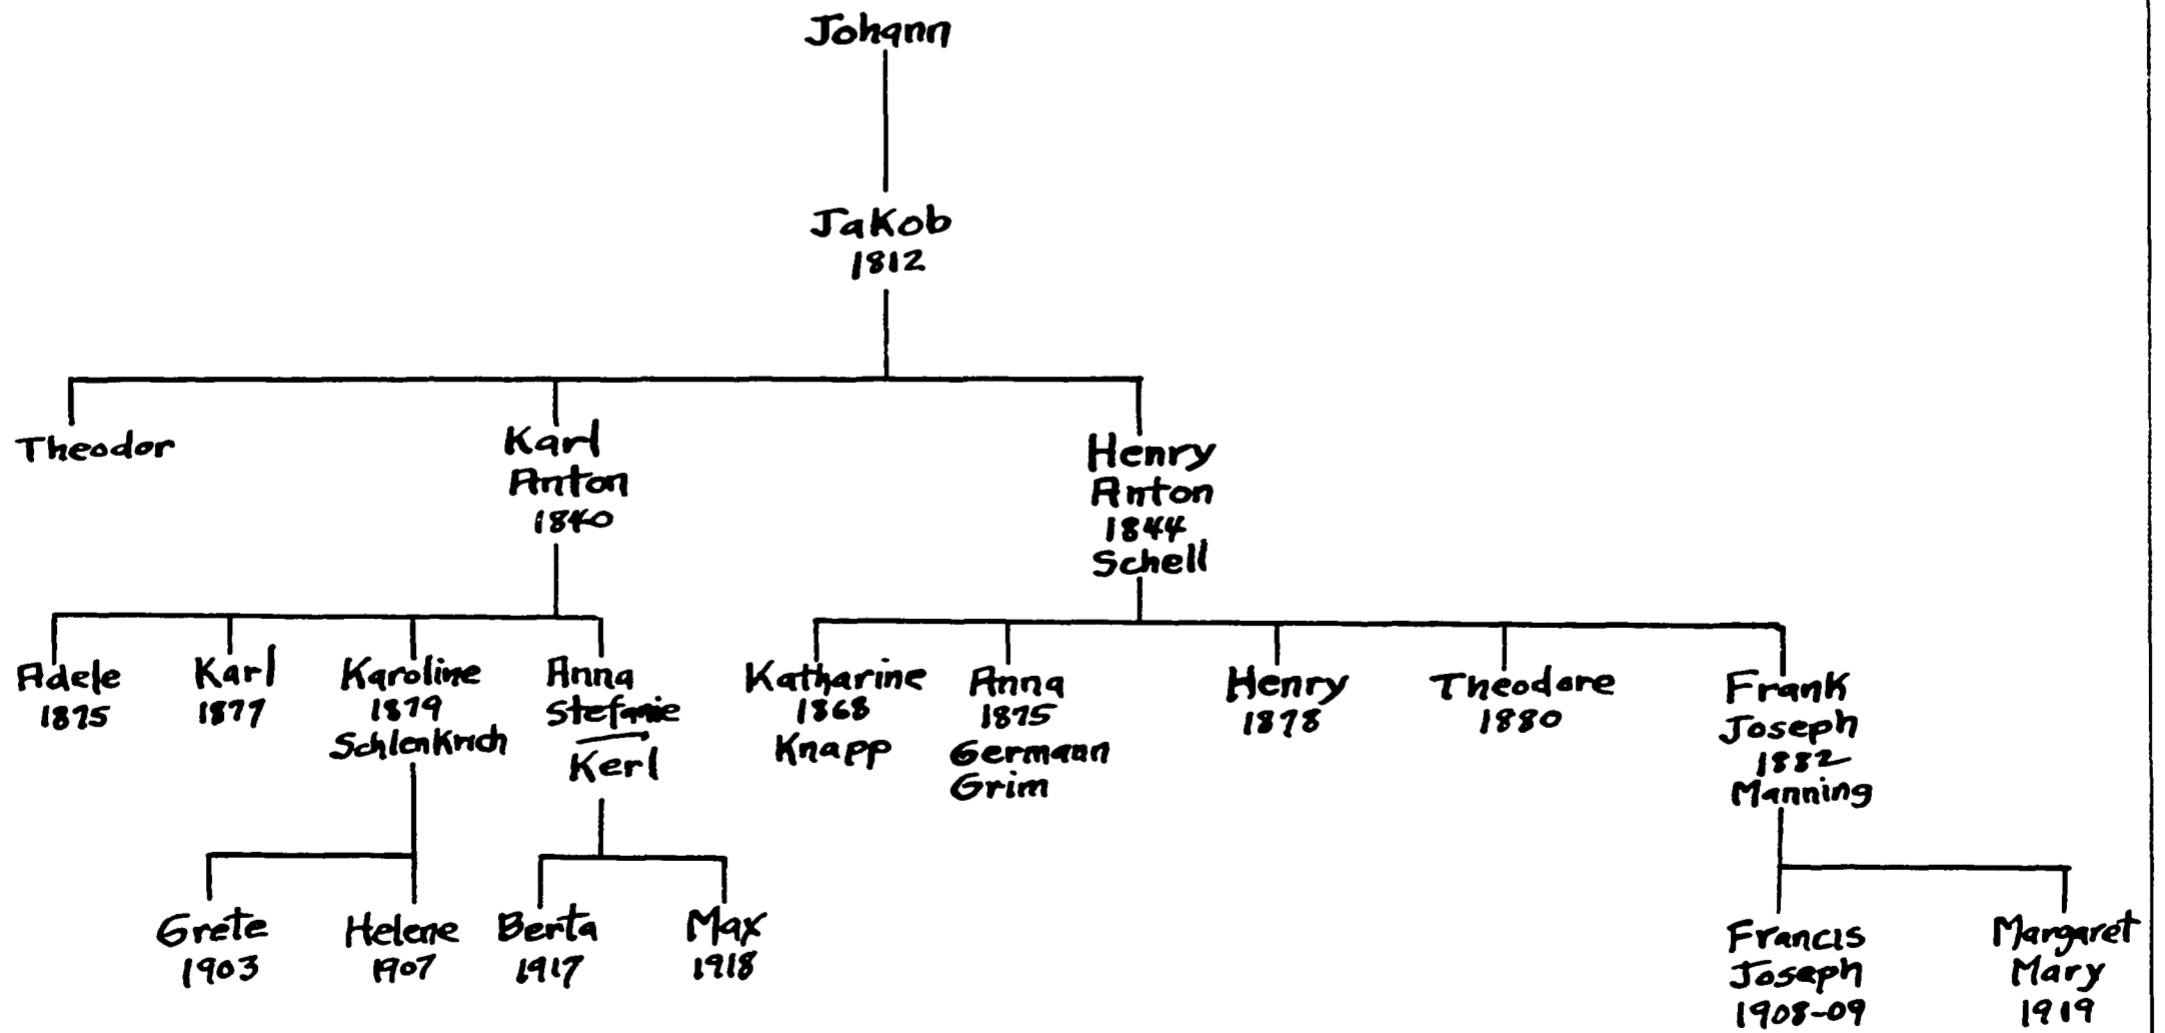 Johann
Jakob
1812
Theodor
Karl
Anton
1840
Henry
Anton
1844
Schell
Adele
1875
Karl
1877
Karoline
1879
Schlenkrich
Anna
Stefanie
Kerl
Katharine
1868
Knapp
Anna
1875
Germann
Grim
Henry
1878
Theodore
1880
Frank
Joseph
1882
Manning
Grete
1903
Helene
1907
Berta
1917
Max
1918
Francis
Joseph
1908-09
Margaret
Mary
1919